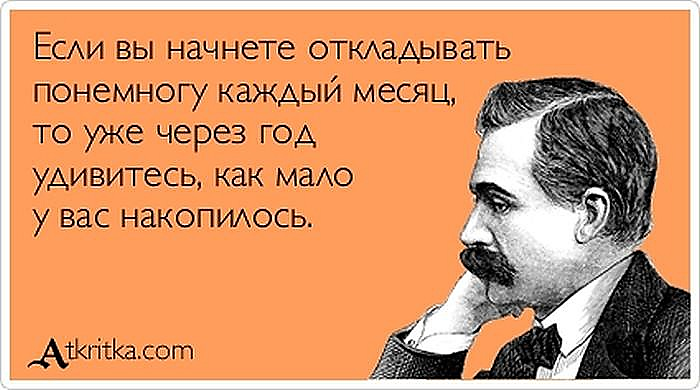 Если вы начнете откладывать
понемногу каждый месяц,
то уже через год
удивитесь, как мало
у вас накопилось.
Atkritka.com